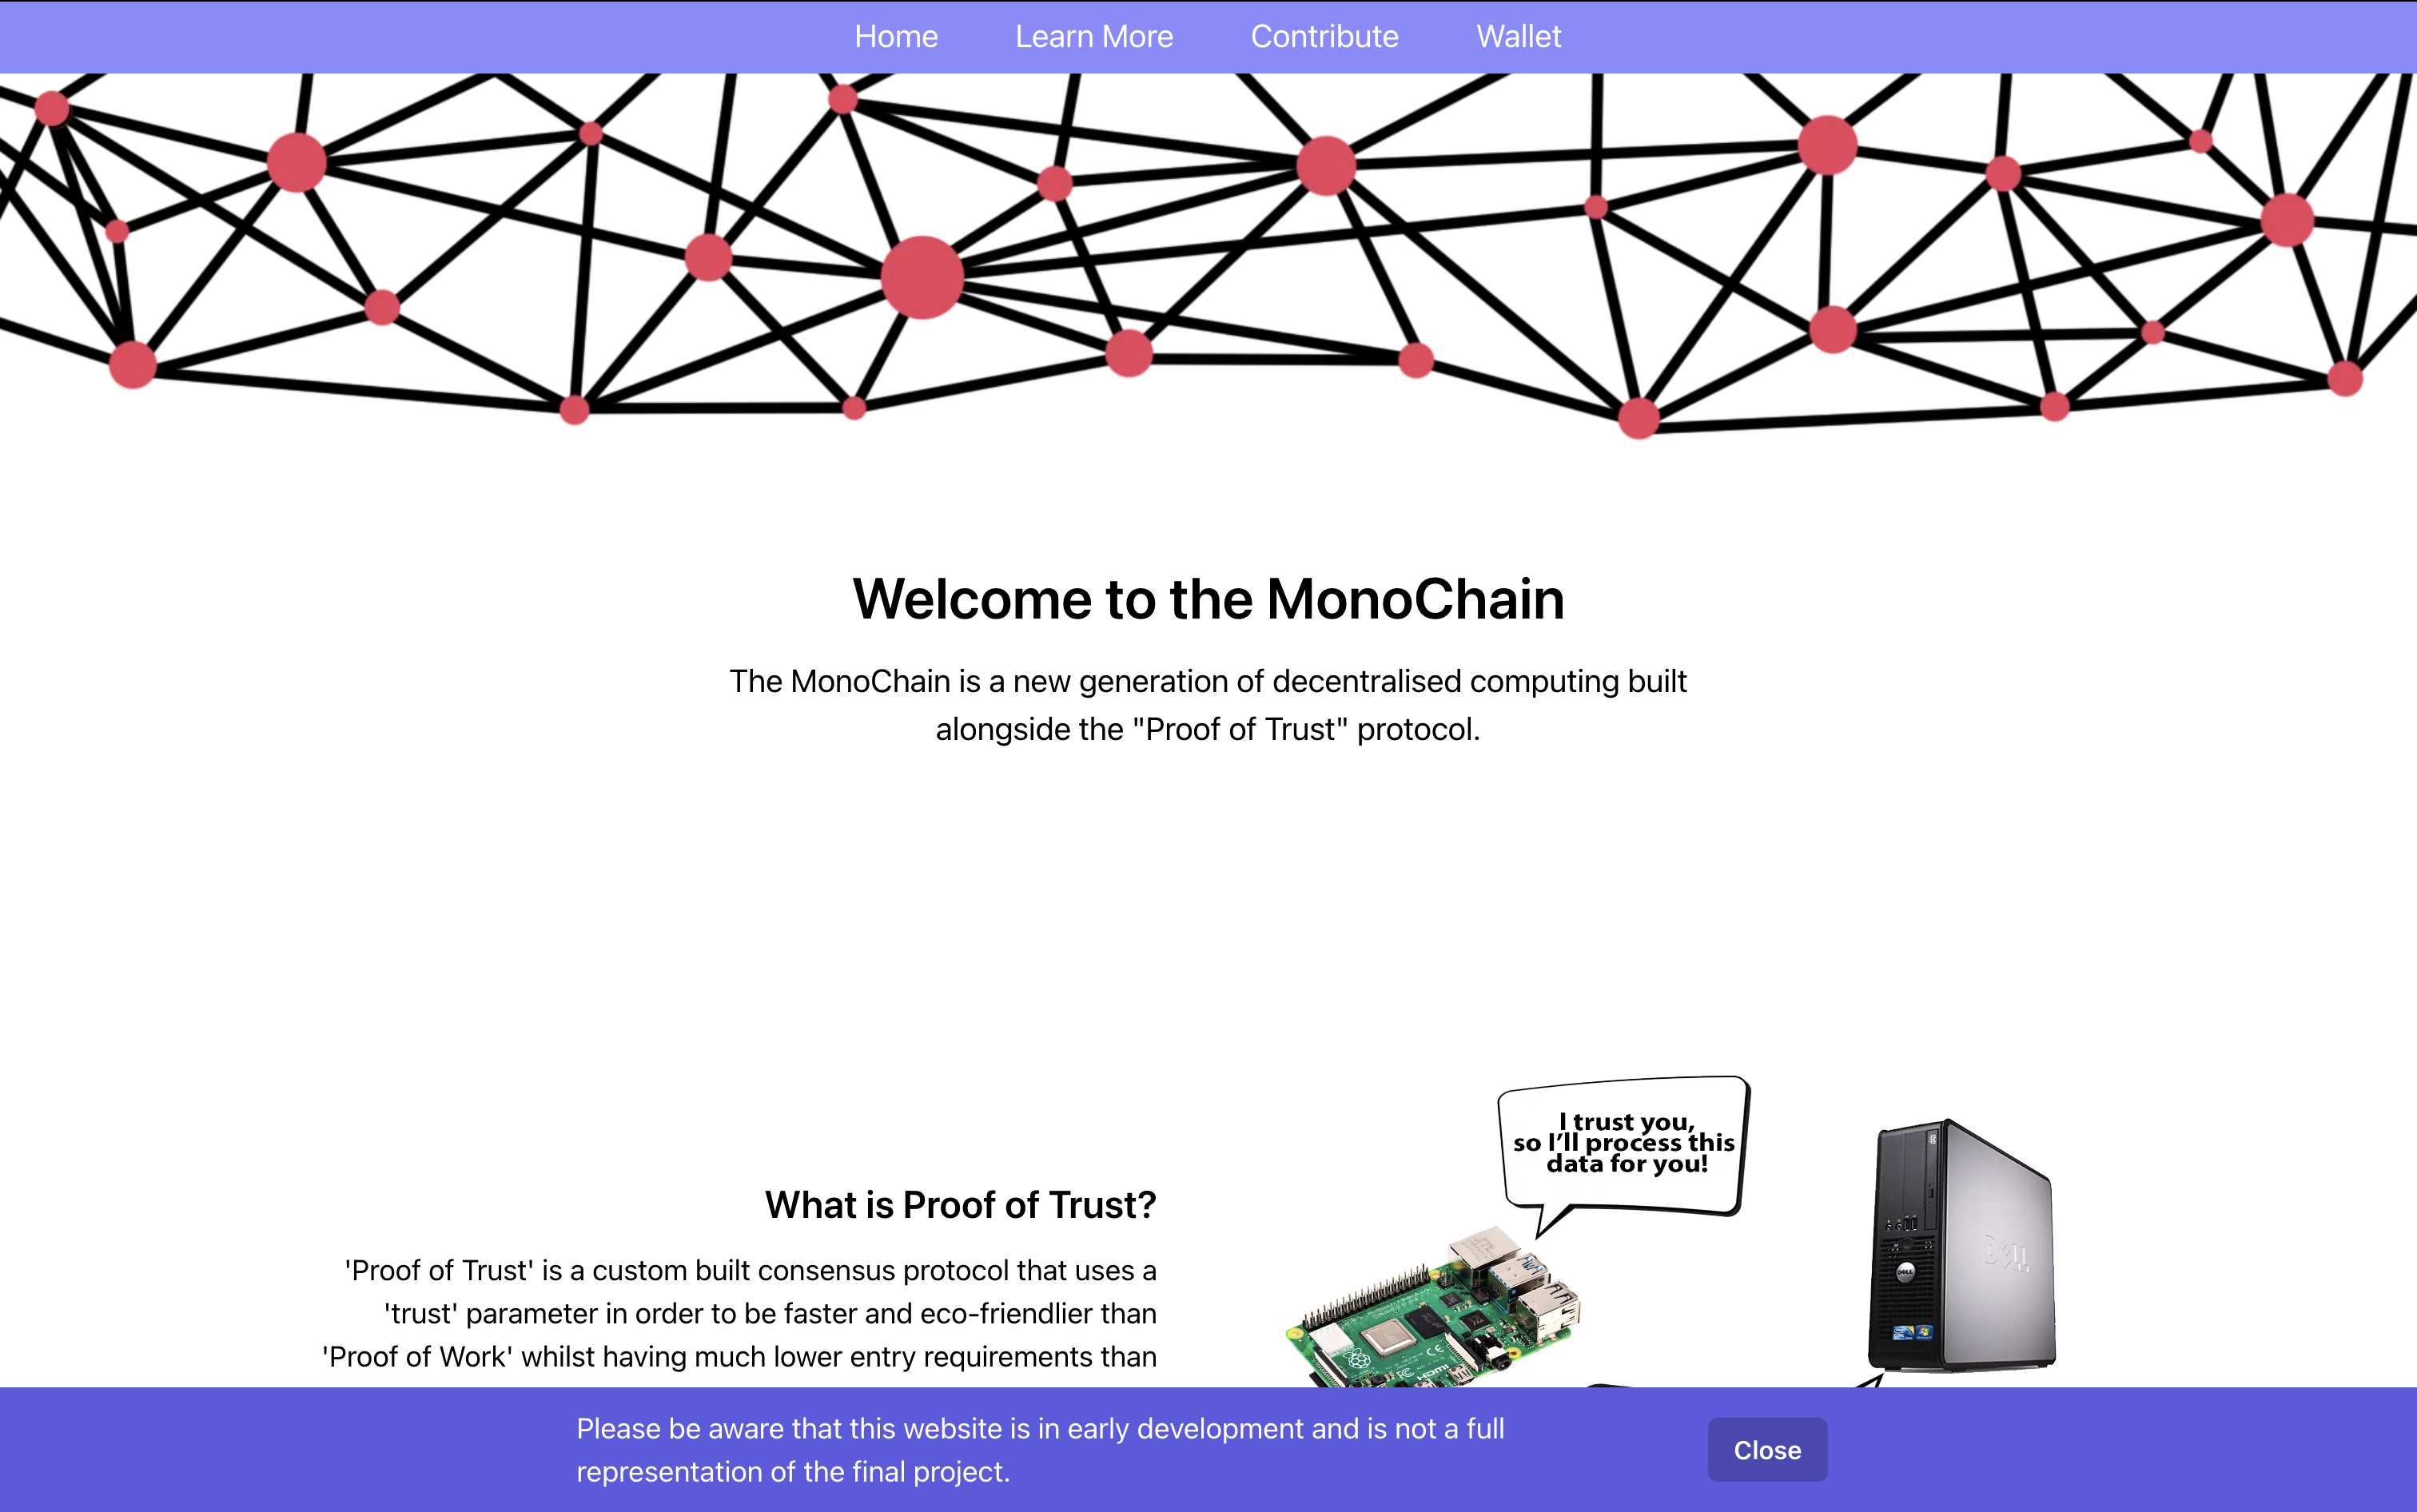 Home Learn More Contribute Wallet
Welcome to the MonoChain
The MonoChain is a new generation of decentralised computing built
alongside the "Proof of Trust" protocol.
I trust you,
so I'll process this
data for you!
What is Proof of Trust?
'Proof of Trust' is a custom built consensus protocol that uses a
'trust' parameter in order to be faster and eco-friendlier than
'Proof of Work' whilst having much lower entry requirements than
DELL
DELL
HDMI
Please be aware that this website is in early development and is not a full
representation of the final project.
Close